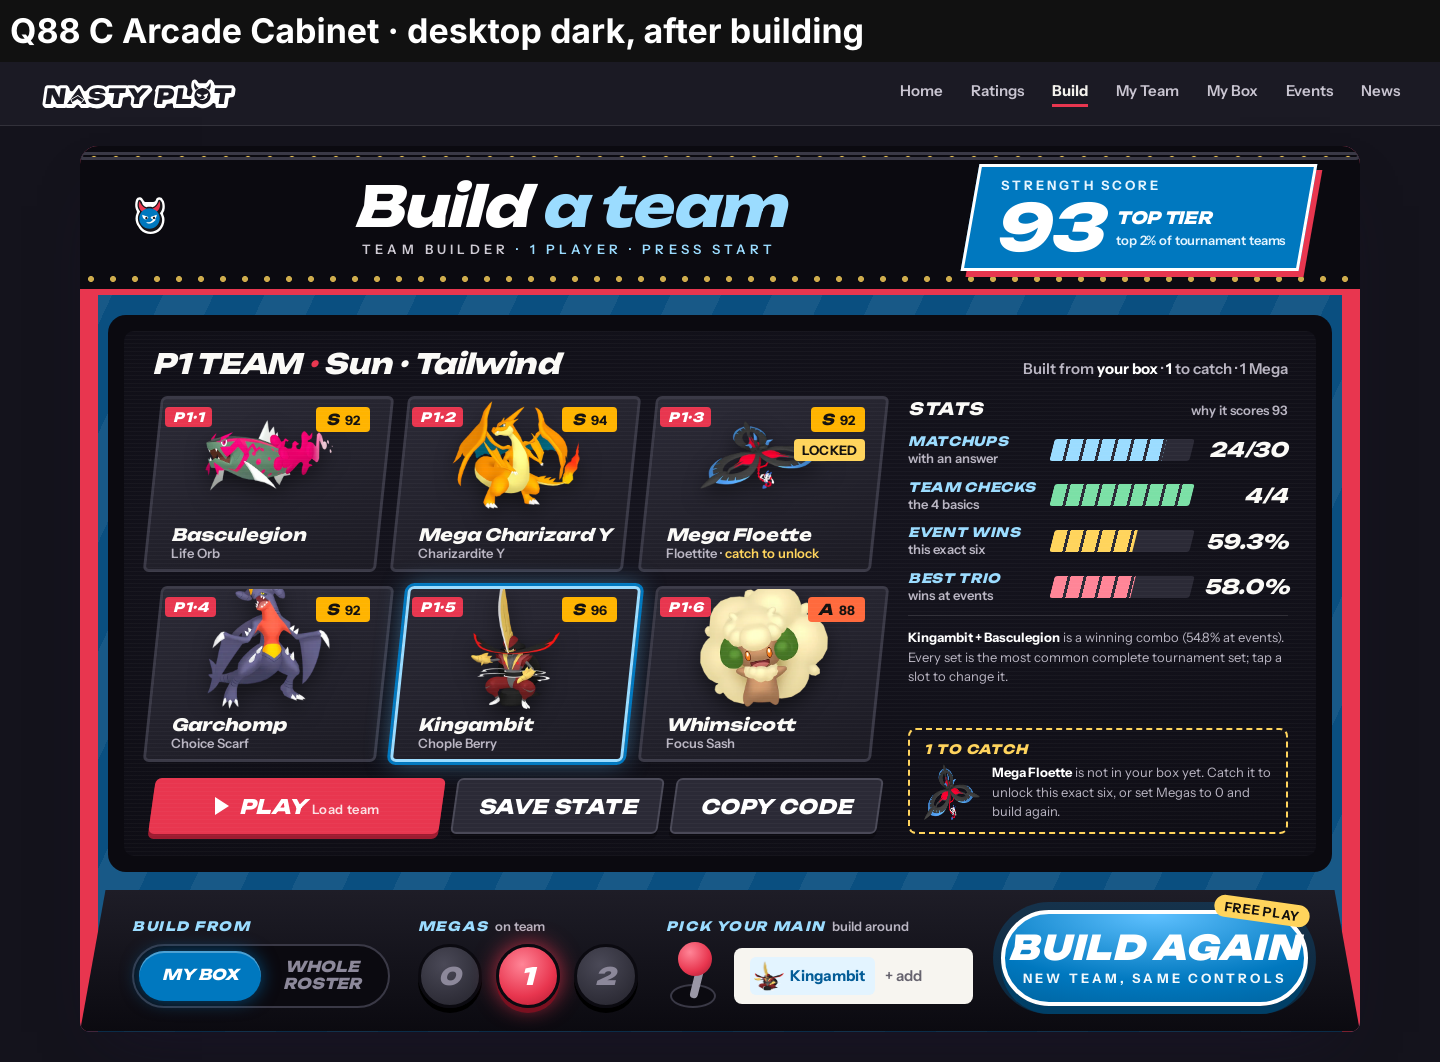 Q88 C Arcade Cabinet · desktop dark, after building
NASTY PLOT
Home Ratings Build My Team My Box Events News
Build a team
TEAM BUILDER · 1 PLAYER · PRESS START
STRENGTH SCORE
93 TOP TIER
top 2% of tournament teams
P1 TEAM · Sun · Tailwind
Built from your box · 1 to catch · 1 Mega
P1·1 S 92
Basculegion
Life Orb
P1·2 S 94
Mega Charizard Y
Charizardite Y
P1·3 S 92
LOCKED
Mega Floette
Floettite · catch to unlock
P1·4 S 92
Garchomp
Choice Scarf
P1·5 S 96
Kingambit
Chople Berry
P1·6 A 88
Whimsicott
Focus Sash
PLAY Load team
SAVE STATE
COPY CODE
STATS why it scores 93
MATCHUPS
with an answer
24/30
TEAM CHECKS
the 4 basics
4/4
EVENT WINS
this exact six
59.3%
BEST TRIO
wins at events
58.0%
Kingambit + Basculegion is a winning combo (54.8% at events).
Every set is the most common complete tournament set; tap a
slot to change it.
1 TO CATCH
Mega Floette is not in your box yet. Catch it to
unlock this exact six, or set Megas to 0 and
build again.
BUILD FROM
MY BOX
WHOLE
ROSTER
MEGAS on team
0 1 2
PICK YOUR MAIN build around
Kingambit + add
FREE PLAY
BUILD AGAIN
NEW TEAM, SAME CONTROLS